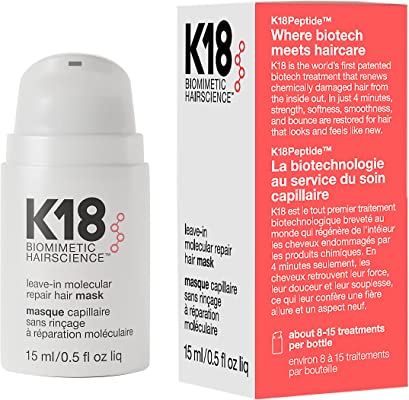 K18
BIOMIMETIC
HAIRSCIENCE™
leave-in molecular
repair hair mask
masque capillaire
sans rinçage
à réparation moléculaire
15 ml/0.5 fl oz liq
K18
BIOMIMETIC
HAIRSCIENCE™
leave-in
molecular repair
hair mask
masque capillaire
sans rinçage
à réparation
moléculaire
15 ml/0.5 fl oz liq
K18Peptide™
Where biotech
meets haircare
K18 is the world's first patented
biotech treatment that renews
chemically damaged hair from
the inside out. In just 4 minutes,
strength, softness, smoothness,
and bounce are restored for hair
that looks and feels like new.
K18Peptide™
La biotechnologie
au service du soin
capillaire
K18 est le tout premier traitement
biotechnologique breveté au
monde qui régénère de l'intéieur
les cheveux endommagés par
les produits chimiques. En
4 minutes seulement, les
cheveux retrouvent leur force,
leur douceur et leur souplesse,
ce qui leur confère une fière
allure et un aspect neuf.
about 8-15 treatments
per bottle
environ 8 à 15 traitements
par bouteille